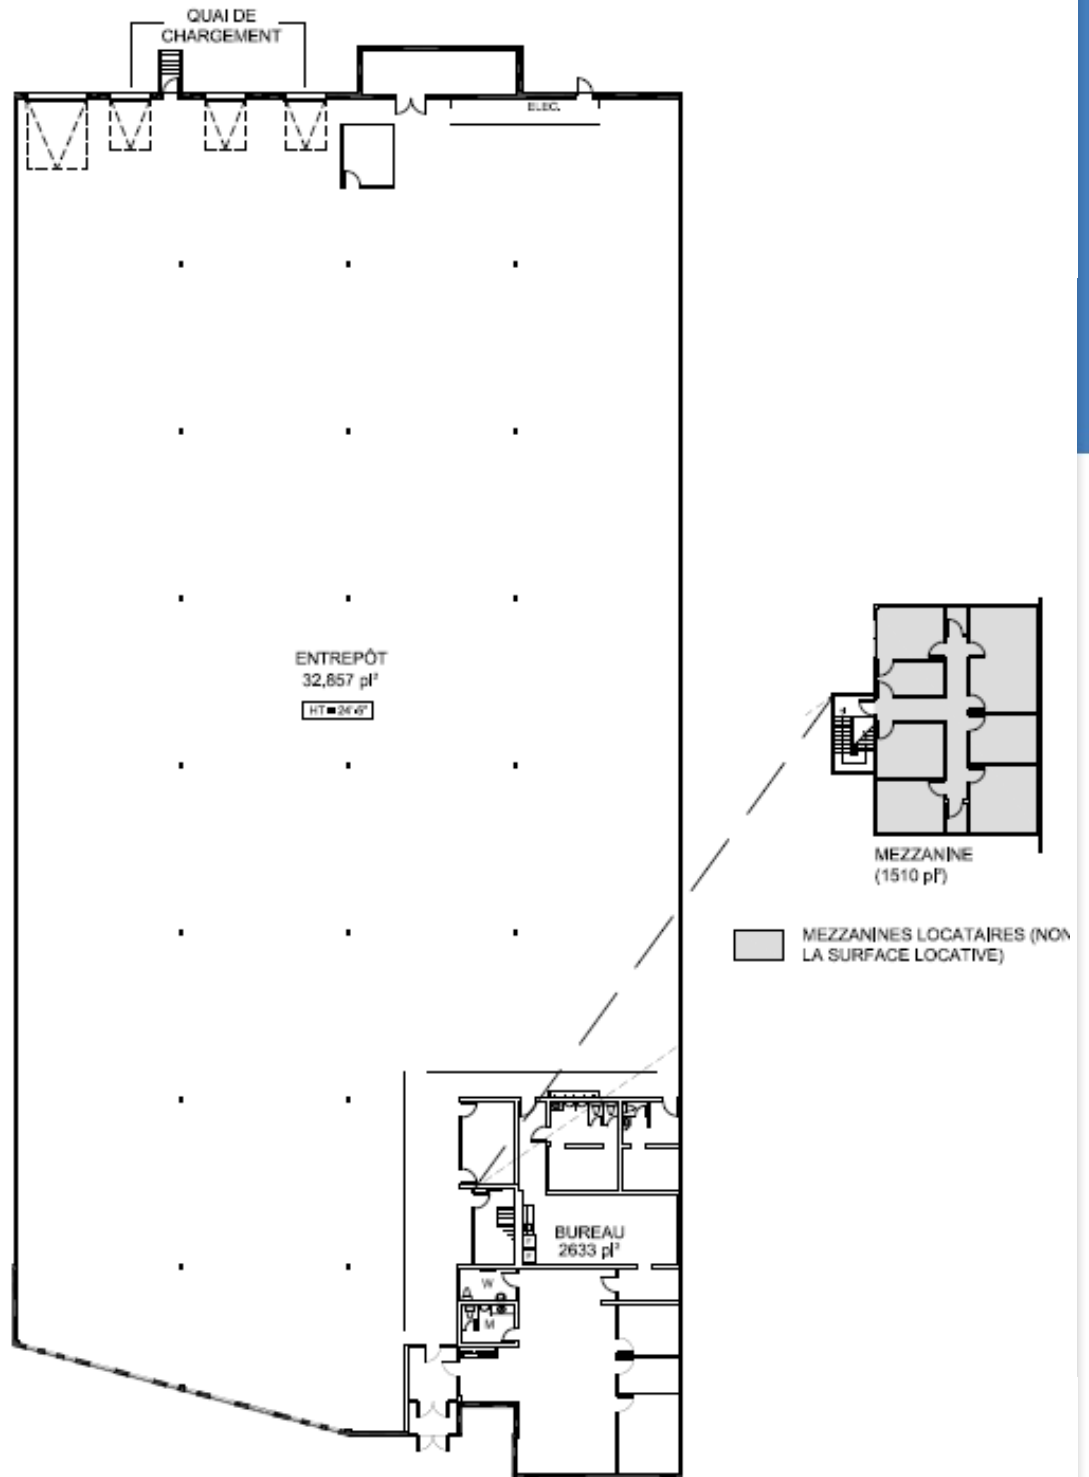 QUAI DE
CHARGEMENT
ELEC.
ENTREPÔT
32,857 pi²
HT = 24'-6"
MEZZANINE
(1510 pi²)
MEZZANINES LOCATAIRES (NON
LA SURFACE LOCATIVE)
BUREAU
2633 pi²
W
M